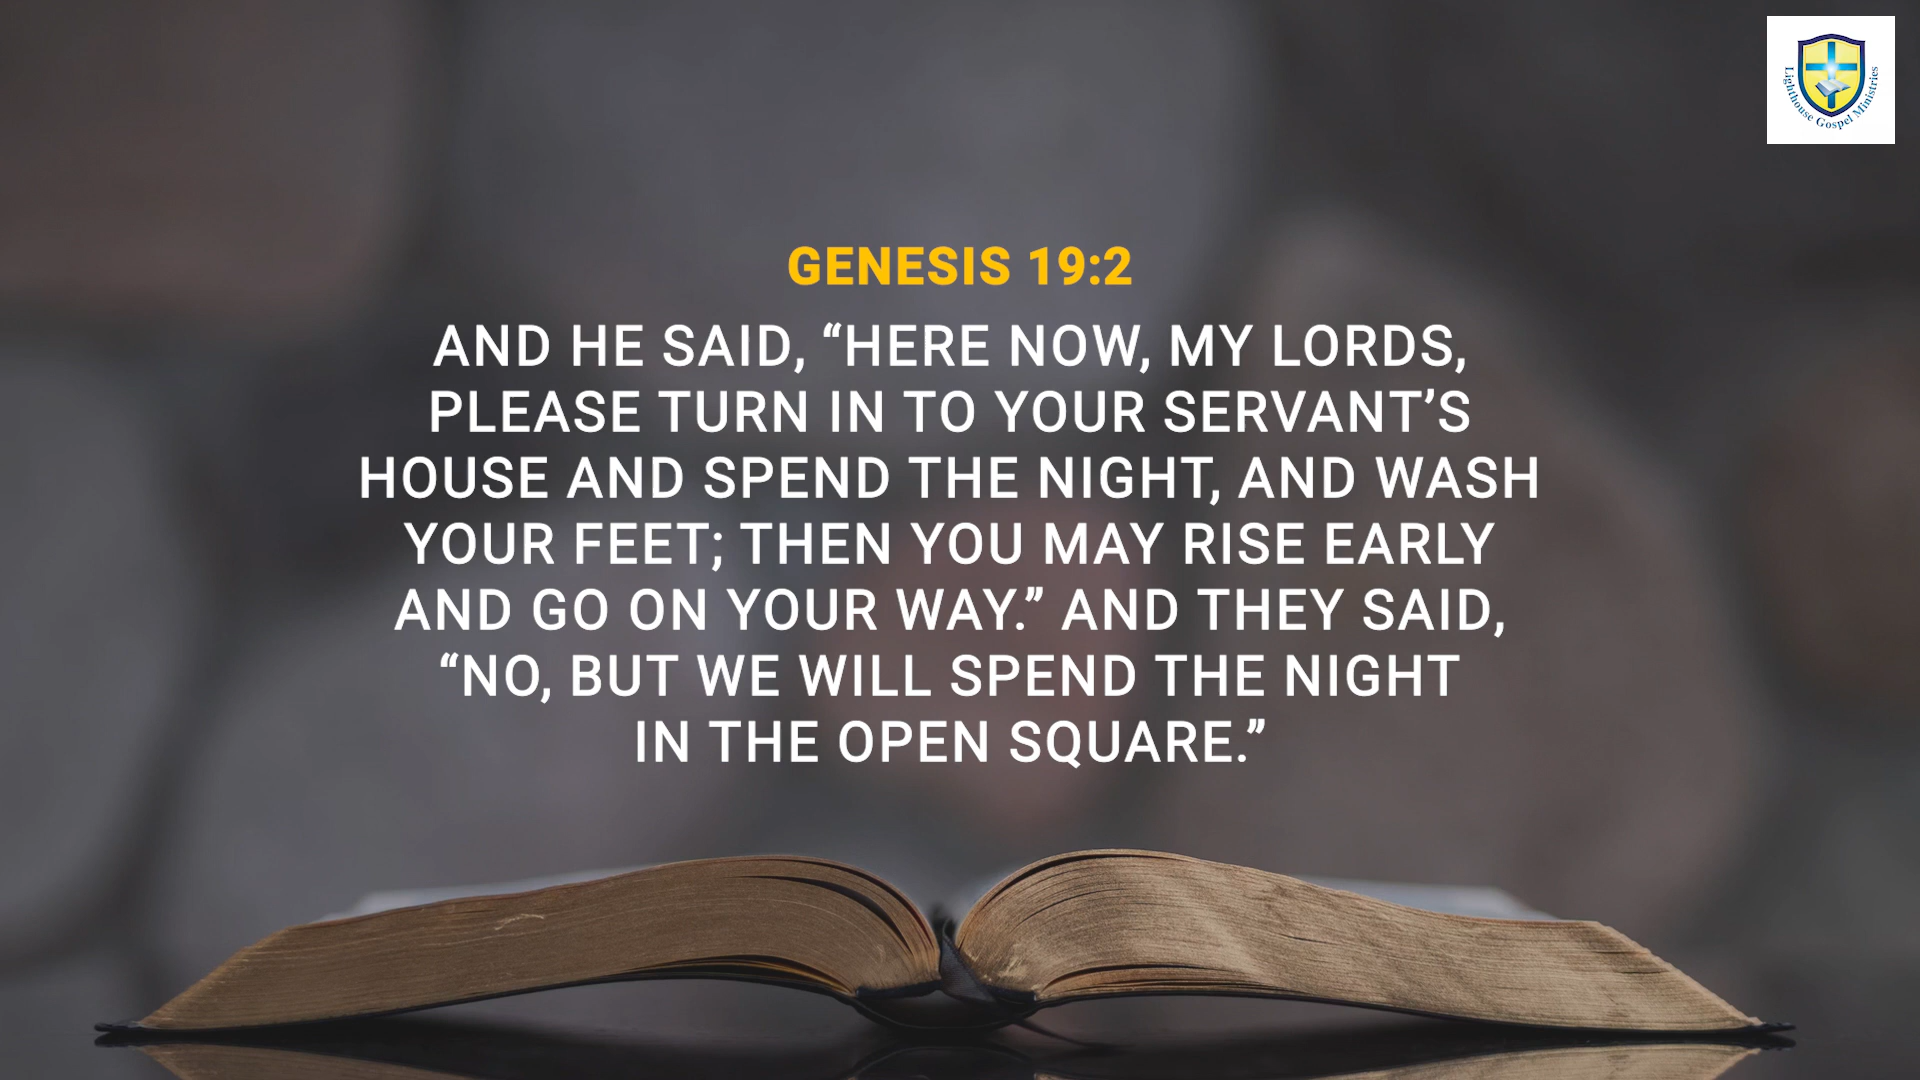 Lighthouse Gospel Ministries
GENESIS 19:2
AND HE SAID, “HERE NOW, MY LORDS,
PLEASE TURN IN TO YOUR SERVANT’S
HOUSE AND SPEND THE NIGHT, AND WASH
YOUR FEET; THEN YOU MAY RISE EARLY
AND GO ON YOUR WAY.” AND THEY SAID,
“NO, BUT WE WILL SPEND THE NIGHT
IN THE OPEN SQUARE.”